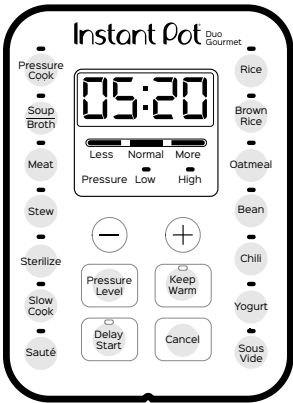 Instant Pot® Duo
Gourmet
Pressure
Cook
Soup
Broth
Meat
Stew
Sterilize
Slow
Cook
Sauté
05:20
Less Normal More
Pressure Low High
Pressure
Level
Keep
Warm
Delay
Start
Cancel
Rice
Brown
Rice
Oatmeal
Bean
Chili
Yogurt
Sous
Vide